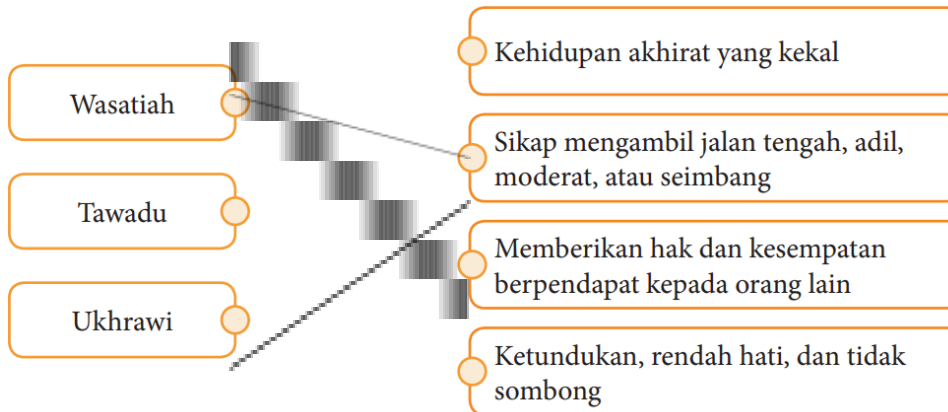 Wasatiah
Tawadu
Ukhrawi
Kehidupan akhirat yang kekal
Sikap mengambil jalan tengah, adil,
moderat, atau seimbang
Memberikan hak dan kesempatan
berpendapat kepada orang lain
Ketundukan, rendah hati, dan tidak
sombong